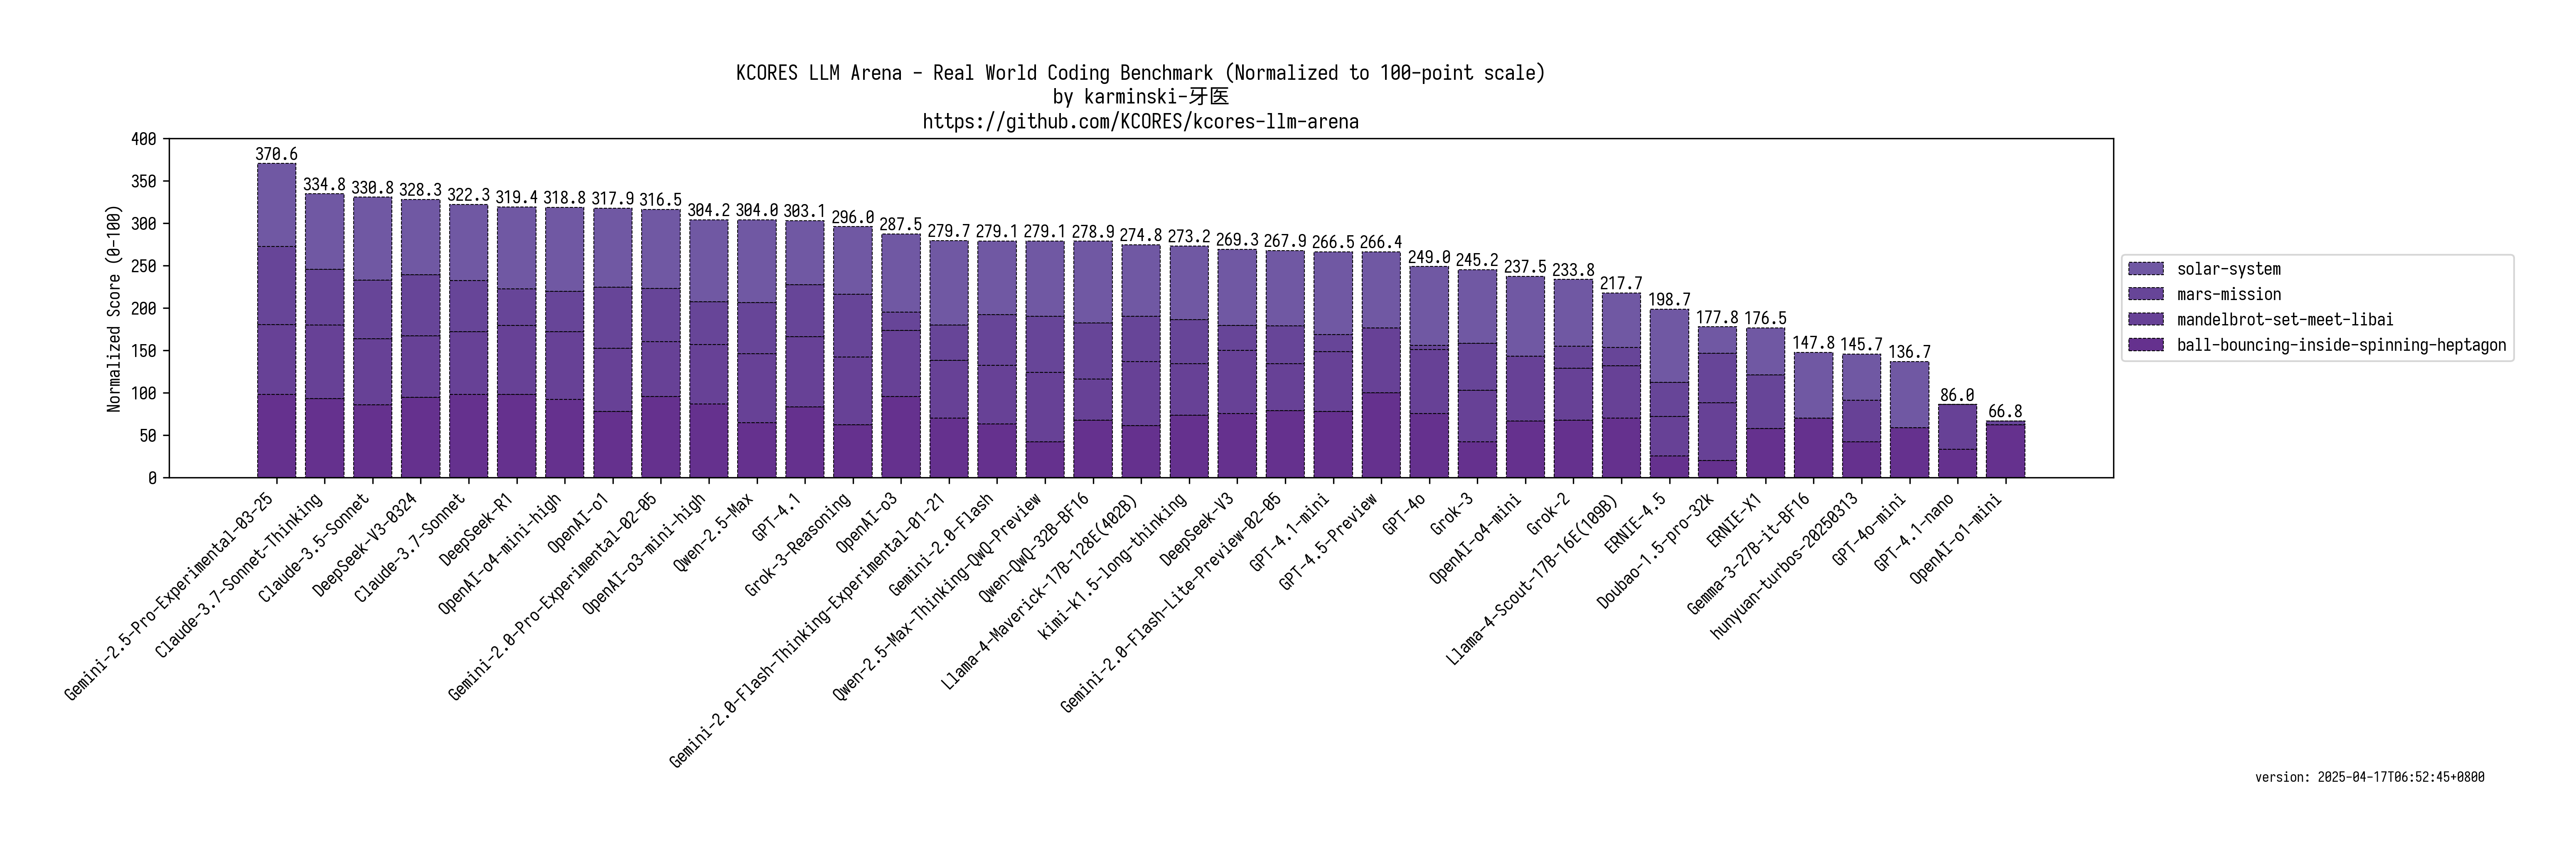 KCORES LLM Arena - Real World Coding Benchmark (Normalized to 100-point scale)
by karminski-牙医
https://github.com/KCORES/kcores-llm-arena
Normalized Score (0-100)
400
350
300
250
200
150
100
50
0
370.6
334.8
330.8
328.3
322.3
319.4
318.8
317.9
316.5
304.2
304.0
303.1
296.0
287.5
279.7
279.1
279.1
278.9
274.8
273.2
269.3
267.9
266.5
266.4
249.0
245.2
237.5
233.8
217.7
198.7
177.8
176.5
147.8
145.7
136.7
86.0
66.8
Gemini-2.5-Pro-Experimental-03-25
Claude-3.7-Sonnet-Thinking
Claude-3.5-Sonnet
DeepSeek-V3-0324
Claude-3.7-Sonnet
DeepSeek-R1
OpenAI-o4-mini-high
OpenAI-o1
Gemini-2.0-Pro-Experimental-02-05
OpenAI-o3-mini-high
Qwen-2.5-Max
GPT-4.1
Grok-3-Reasoning
OpenAI-o3
Gemini-2.0-Flash-Thinking-Experimental-01-21
Gemini-2.0-Flash
Qwen-2.5-Max-Thinking-QwQ-Preview
Qwen-QwQ-32B-BF16
Llama-4-Maverick-17B-128E(402B)
kimi-k1.5-long-thinking
DeepSeek-V3
Gemini-2.0-Flash-Lite-Preview-02-05
GPT-4.1-mini
GPT-4.5-Preview
GPT-4o
Grok-3
OpenAI-o4-mini
Grok-2
Llama-4-Scout-17B-16E(109B)
ERNIE-4.5
Doubao-1.5-pro-32k
ERNIE-X1
Gemma-3-27B-it-BF16
hunyuan-turbos-20250313
GPT-4o-mini
GPT-4.1-nano
OpenAI-o1-mini
solar-system
mars-mission
mandelbrot-set-meet-libai
ball-bouncing-inside-spinning-heptagon
version: 2025-04-17T06:52:45+0800